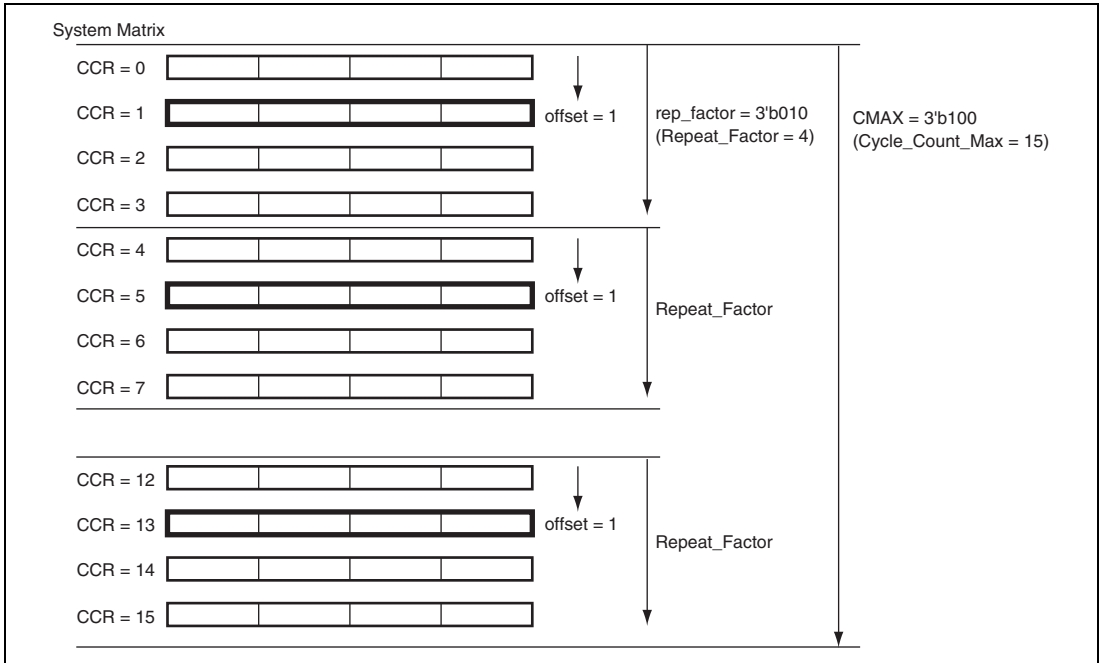 System Matrix
CCR = 0
CCR = 1
offset = 1
rep_factor = 3'b010
(Repeat_Factor = 4)
CMAX = 3'b100
(Cycle_Count_Max = 15)
CCR = 2
CCR = 3
CCR = 4
CCR = 5
offset = 1
Repeat_Factor
CCR = 6
CCR = 7
CCR = 12
CCR = 13
offset = 1
Repeat_Factor
CCR = 14
CCR = 15